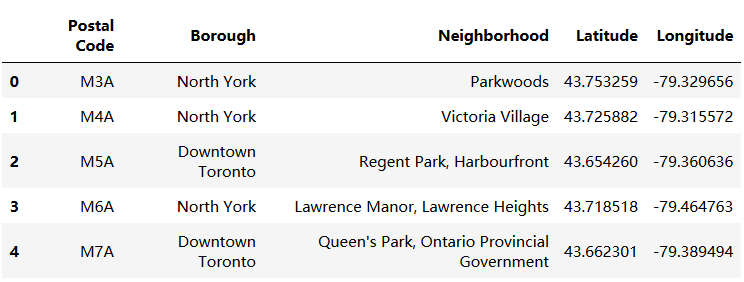 Postal Code Borough Neighborhood Latitude Longitude
0 M3A North York Parkwoods 43.753259 -79.329656
1 M4A North York Victoria Village 43.725882 -79.315572
2 M5A Downtown Toronto Regent Park, Harbourfront 43.654260 -79.360636
3 M6A North York Lawrence Manor, Lawrence Heights 43.718518 -79.464763
4 M7A Downtown Toronto Queen's Park, Ontario Provincial Government 43.662301 -79.389494